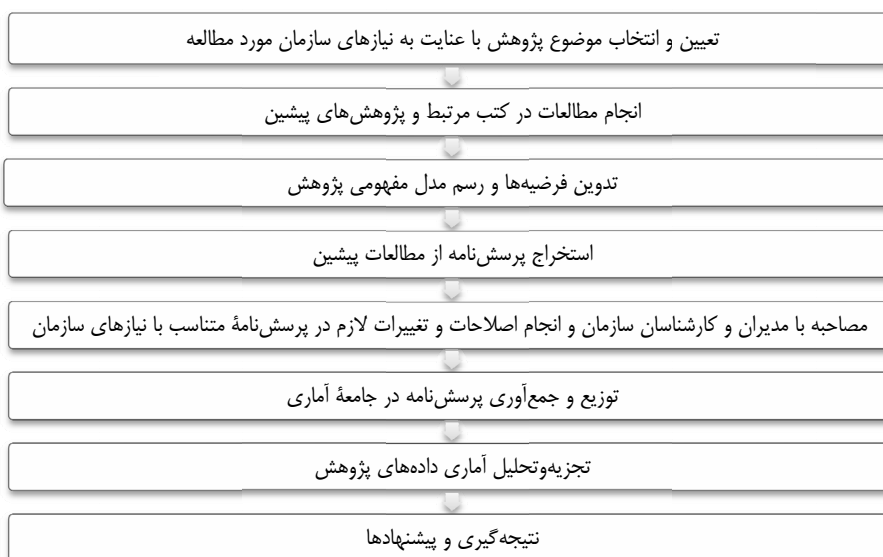 تعیین و انتخاب موضوع پژوهش با عنایت به نیازهای سازمان مورد مطالعه
انجام مطالعات در کتب مرتبط و پژوهش‌های پیشین
تدوین فرضیه‌ها و رسم مدل مفهومی پژوهش
استخراج پرسش‌نامه از مطالعات پیشین
مصاحبه با مدیران و کارشناسان سازمان و انجام اصلاحات و تغییرات لازم در پرسش‌نامهٔ متناسب با نیازهای سازمان
توزیع و جمع‌آوری پرسش‌نامه در جامعهٔ آماری
تجزیه‌وتحلیل آماری داده‌های پژوهش
نتیجه‌گیری و پیشنهادها